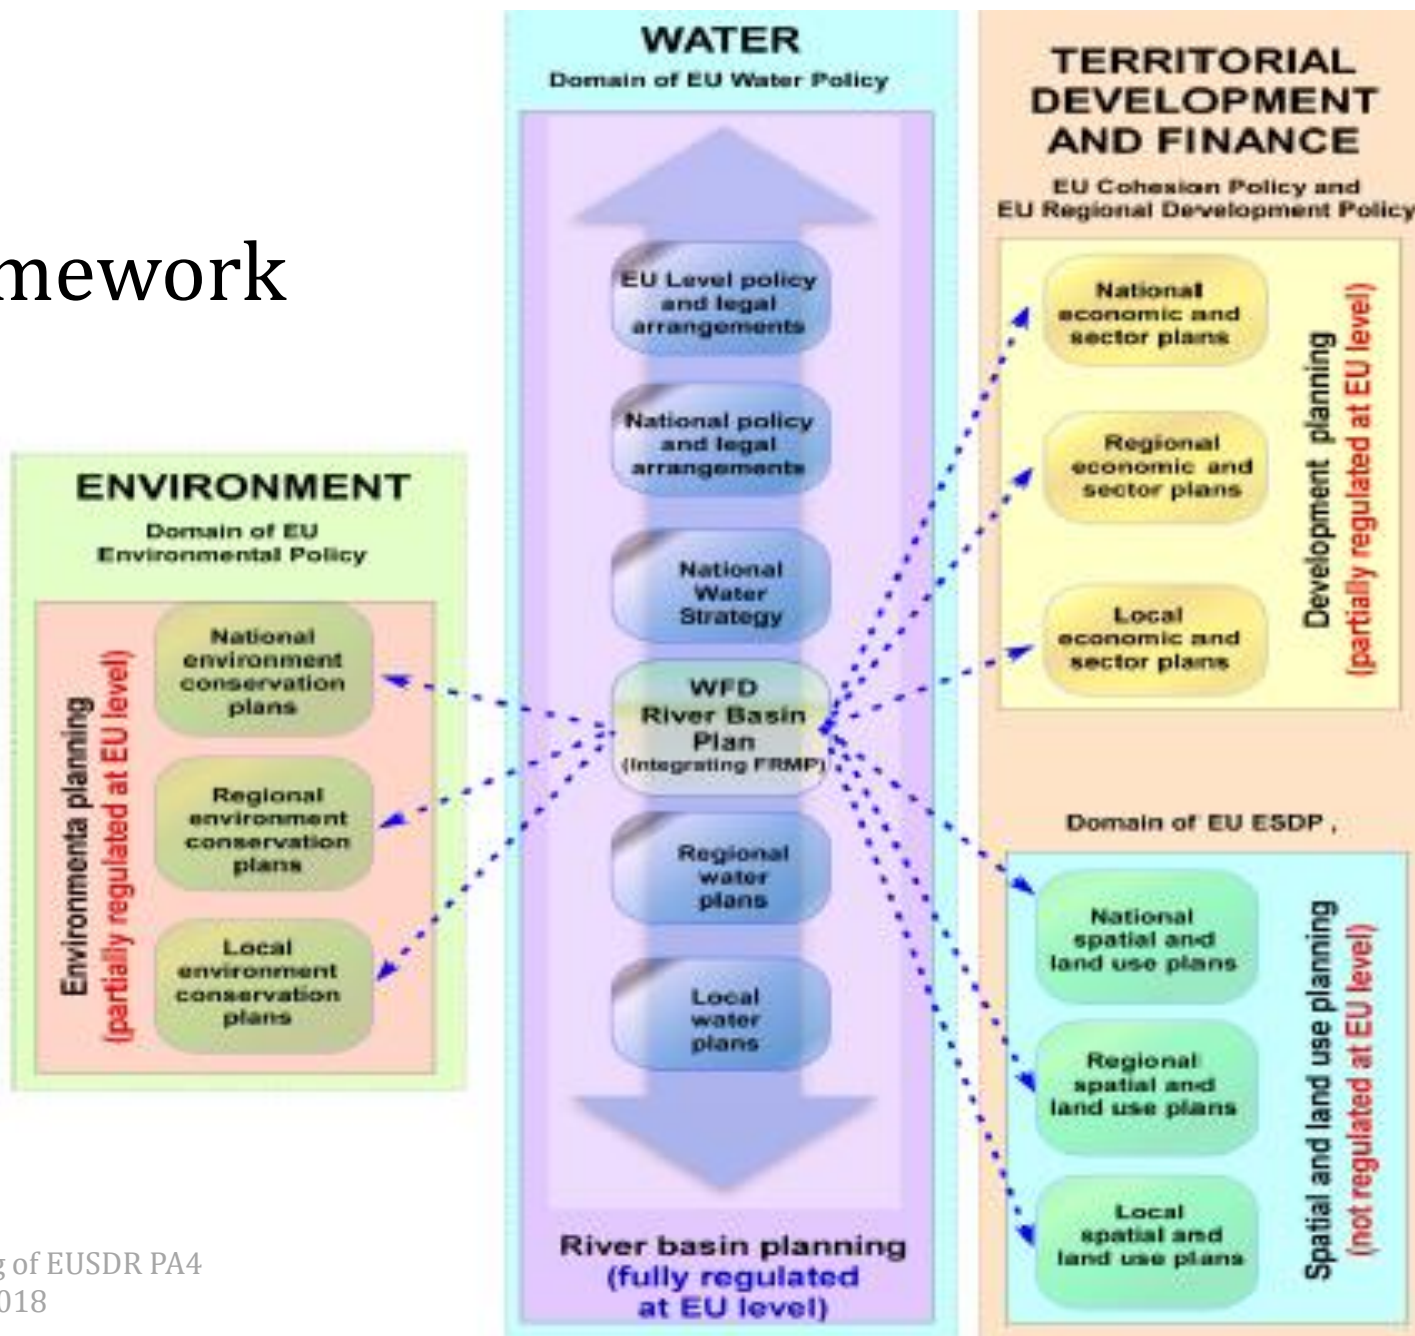 mework
ENVIRONMENT
Domain of EU
Environmental Policy
Environmenta planning
(partially regulated at EU level)
National
environment
conservation
plans
Regional
environment
conservation
plans
Local
environment
conservation
plans
WATER
Domain of EU Water Policy
EU Level policy
and legal
arrangements
National policy
and legal
arrangements
National
Water
Strategy
WFD
River Basin
Plan
(Integrating FRMP)
Regional
water
plans
Local
water
plans
River basin planning
(fully regulated
at EU level)
TERRITORIAL
DEVELOPMENT
AND FINANCE
EU Cohesion Policy and
EU Regional Development Policy
National
economic and
sector plans
Regional
economic and
sector plans
Local
economic and
sector plans
Development planning
(partially regulated at EU level)
Domain of EU ESDP ,
National
spatial and
land use plans
Regional
spatial and
land use plans
Local
spatial and
land use plans
Spatial and land use planning
(not regulated at EU level)
g of EUSDR PA4
018